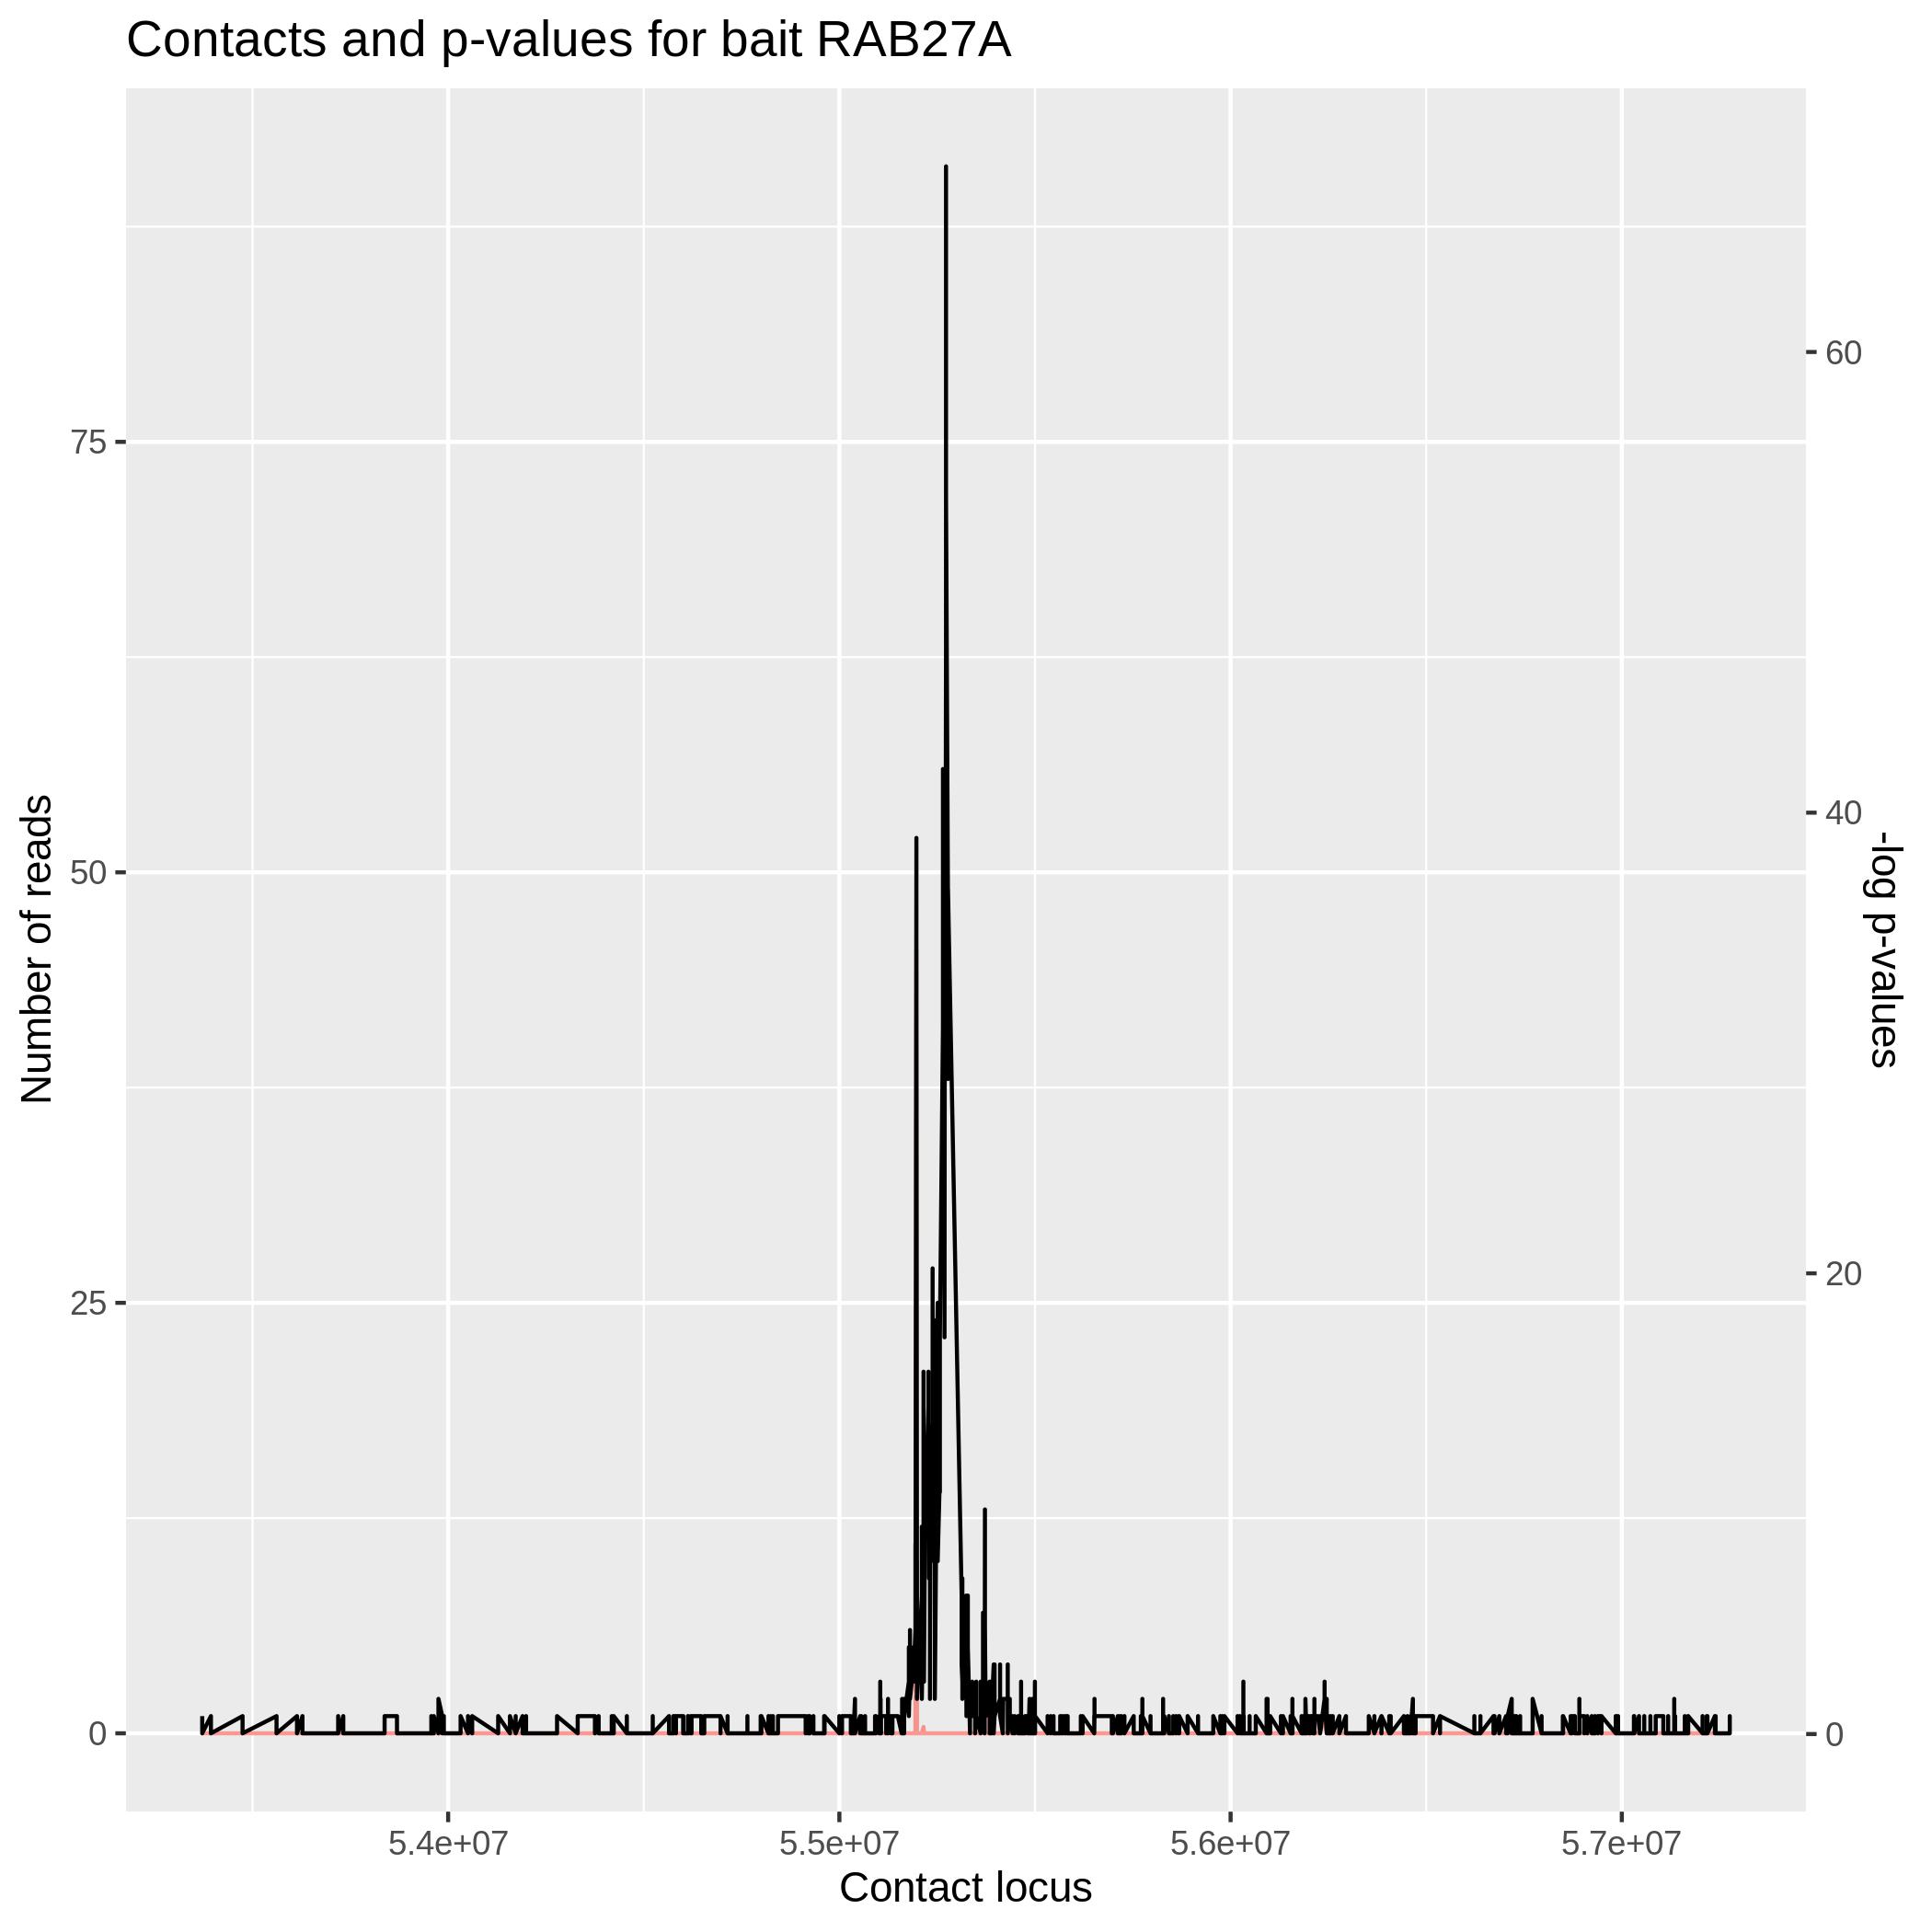 Contacts and p-values for bait RAB27A
Number of reads
75
50
25
0
60
40
20
0
-log p-values
5.4e+07 5.5e+07 5.6e+07 5.7e+07
Contact locus